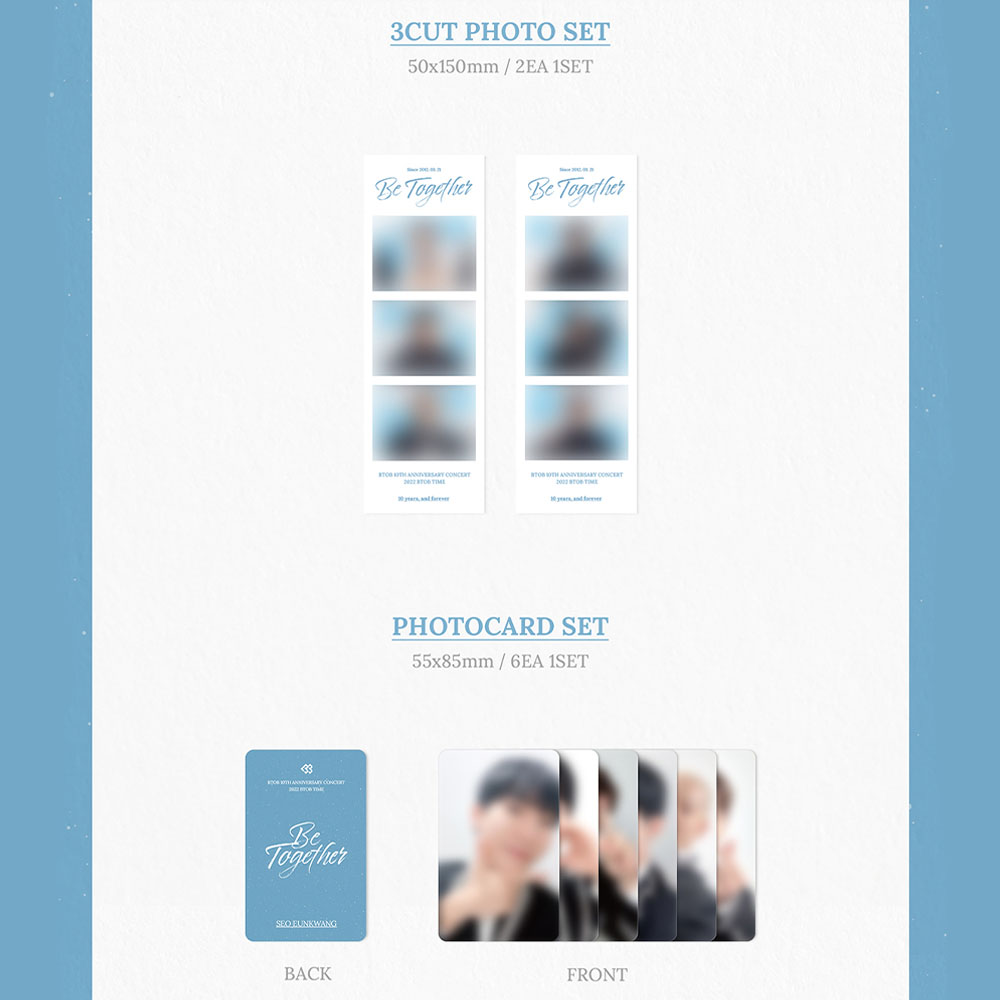 3CUT PHOTO SET
50x150mm / 2EA 1SET
Since 2012. 03. 21
Be Together
BTOB 10TH ANNIVERSARY CONCERT
2022 BTOB TIME
10 years, and forever
Since 2012. 03. 21
Be Together
BTOB 10TH ANNIVERSARY CONCERT
2022 BTOB TIME
10 years, and forever
PHOTOCARD SET
55x85mm / 6EA 1SET
BTOB 10TH ANNIVERSARY CONCERT
2022 BTOB TIME
Be
Together
SEO EUNKWANG
BACK
FRONT